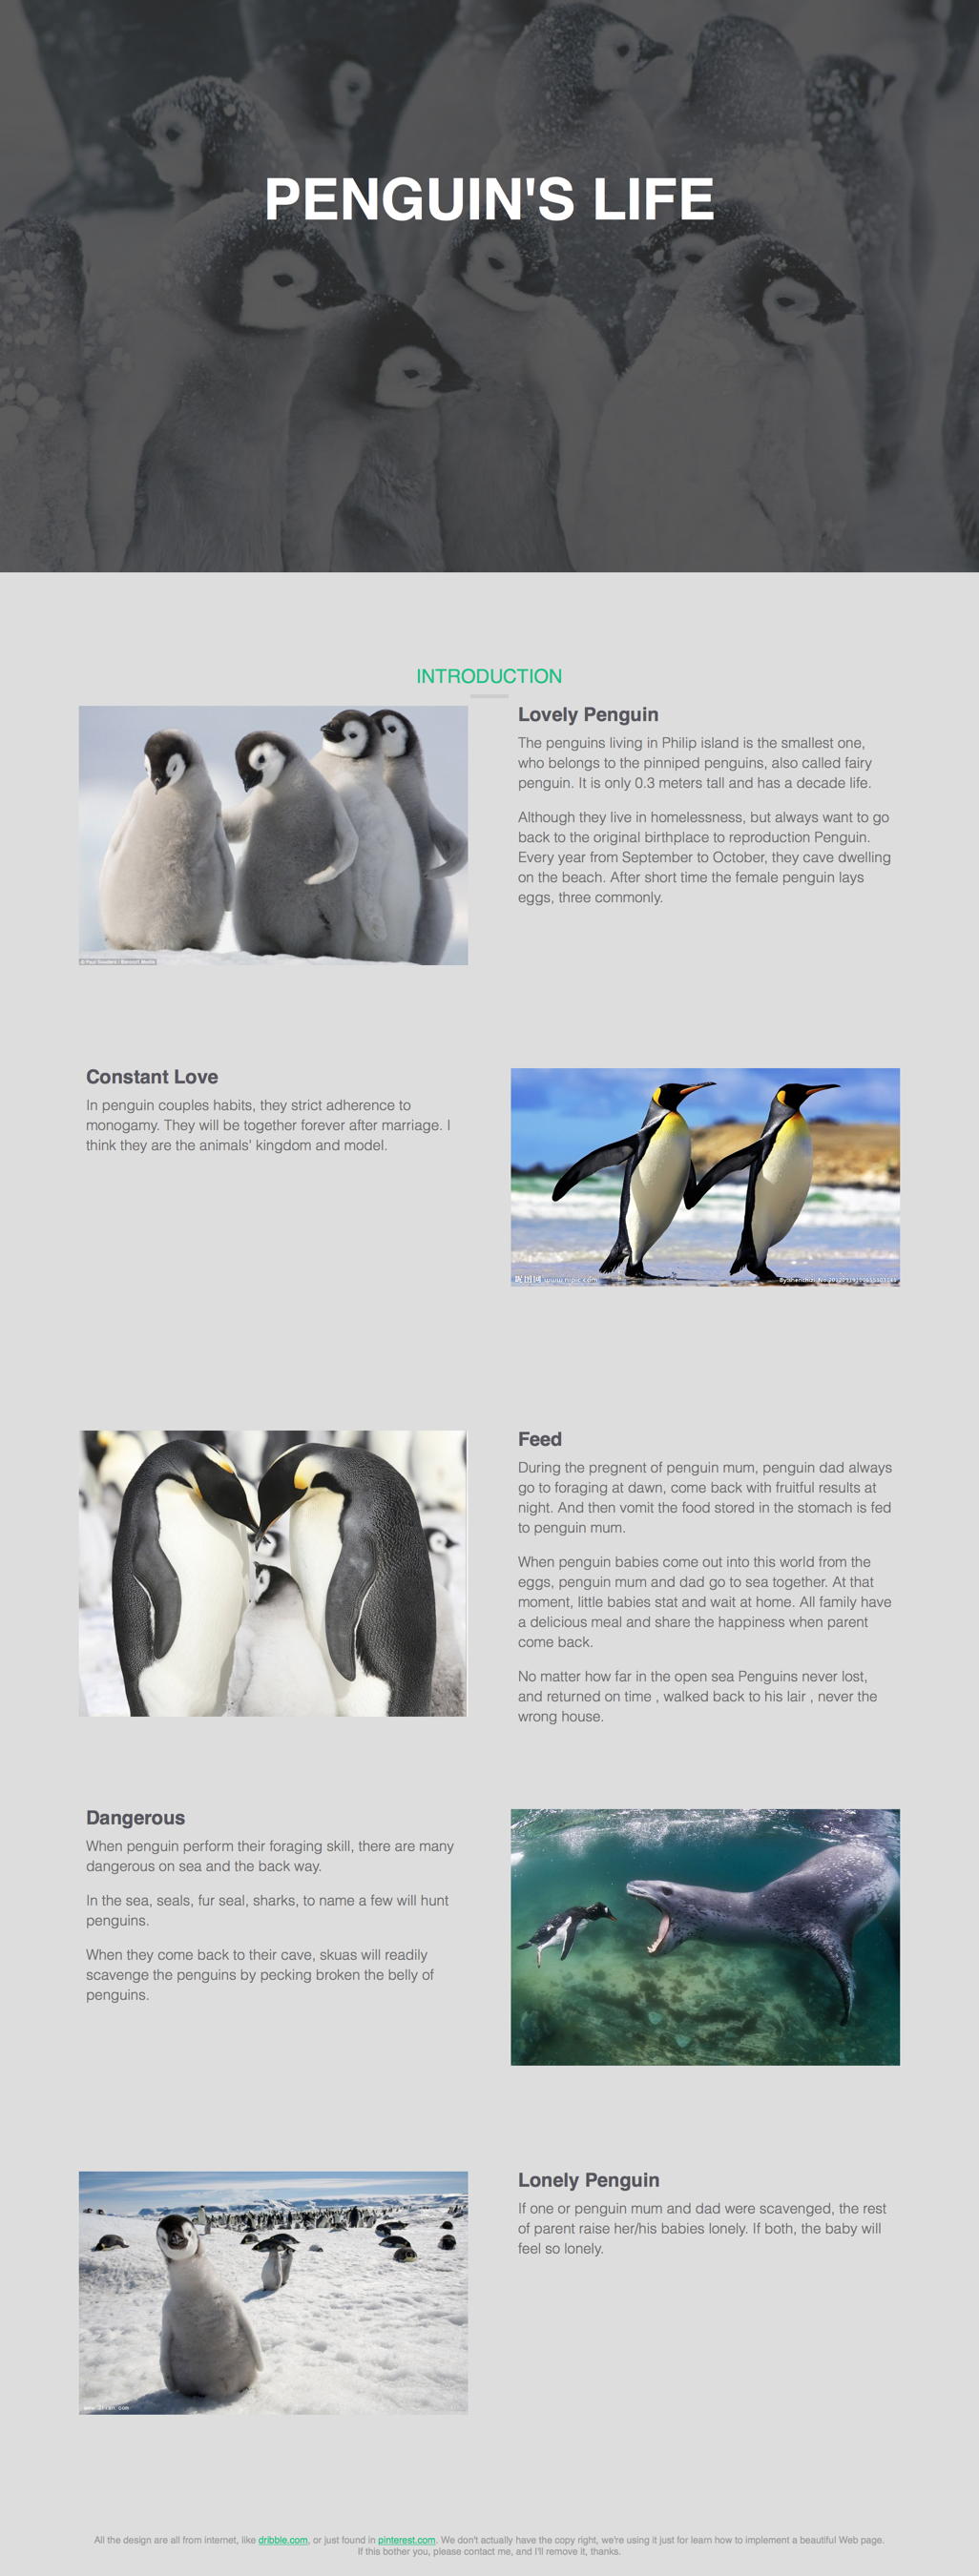 PENGUIN'S LIFE
INTRODUCTION
Lovely Penguin
The penguins living in Philip island is the smallest one,
who belongs to the pinniped penguins, also called fairy
penguin. It is only 0.3 meters tall and has a decade life.
Although they live in homelessness, but always want to go
back to the original birthplace to reproduction Penguin.
Every year from September to October, they cave dwelling
on the beach. After short time the female penguin lays
eggs, three commonly.
Constant Love
In penguin couples habits, they strict adherence to
monogamy. They will be together forever after marriage. I
think they are the animals' kingdom and model.
昵图网 www.nipic.com
Feed
During the pregnent of penguin mum, penguin dad always
go to foraging at dawn, come back with fruitful results at
night. And then vomit the food stored in the stomach is fed
to penguin mum.
When penguin babies come out into this world from the
eggs, penguin mum and dad go to sea together. At that
moment, little babies stat and wait at home. All family have
a delicious meal and share the happiness when parent
come back.
No matter how far in the open sea Penguins never lost,
and returned on time , walked back to his lair , never the
wrong house.
Dangerous
When penguin perform their foraging skill, there are many
dangerous on sea and the back way.
In the sea, seals, fur seal, sharks, to name a few will hunt
penguins.
When they come back to their cave, skuas will readily
scavenge the penguins by pecking broken the belly of
penguins.
Lonely Penguin
If one or penguin mum and dad were scavenged, the rest
of parent raise her/his babies lonely. If both, the baby will
feel so lonely.
All the design are all from internet, like dribble.com, or just found in pinterest.com. We don't actually have the copy right, we're using it just for learn how to implement a beautiful Web page.
If this bother you, please contact me, and I'll remove it, thanks.